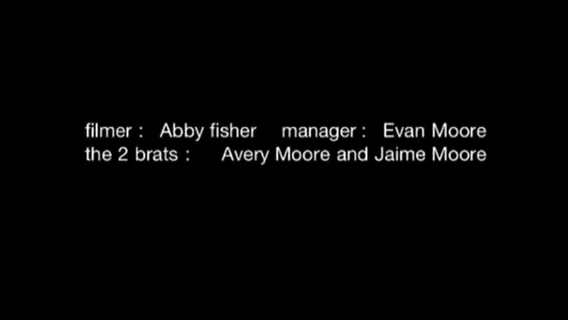 filmer : Abby fisher manager : Evan Moore
the 2 brats : Avery Moore and Jaime Moore